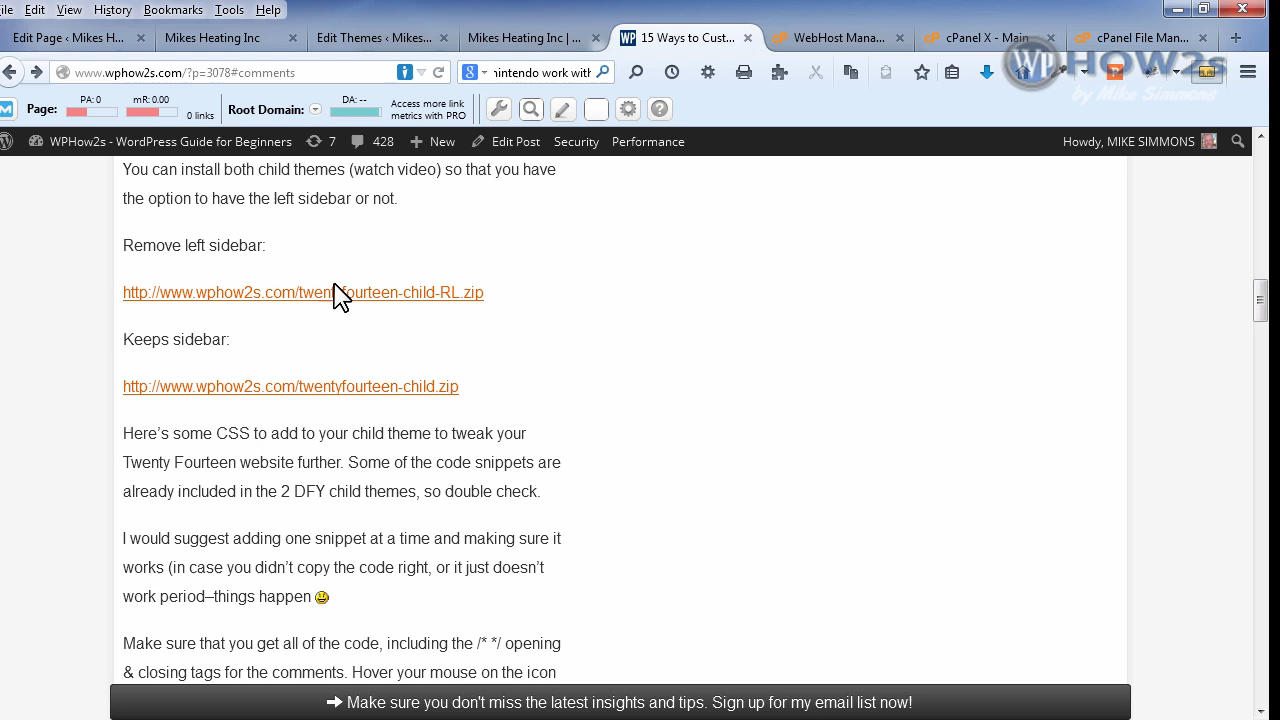 ile Edit View History Bookmarks Tools Help
Edit Page ‹ Mikes H... Mikes Heating Inc Edit Themes ‹ Mikes... Mikes Heating Inc | ... WP 15 Ways to Cust... cP WebHost Mana... cP cPanel X - Main cP cPanel File Man...
www.wphow2s.com/?p=3078#comments 8 nintendo work with
Wp HOW2s
by Mike Simmons
M Page: PA: 0 mR: 0.00 0 links Root Domain: DA: -- Access more link metrics with PRO
WPHow2s - WordPress Guide for Beginners 7 428 New Edit Post Security Performance Howdy, MIKE SIMMONS
You can install both child themes (watch video) so that you have
the option to have the left sidebar or not.
Remove left sidebar:
http://www.wphow2s.com/twentyfourteen-child-RL.zip
Keeps sidebar:
http://www.wphow2s.com/twentyfourteen-child.zip
Here’s some CSS to add to your child theme to tweak your
Twenty Fourteen website further. Some of the code snippets are
already included in the 2 DFY child themes, so double check.
I would suggest adding one snippet at a time and making sure it
works (in case you didn’t copy the code right, or it just doesn’t
work period–things happen
Make sure that you get all of the code, including the /* */ opening
& closing tags for the comments. Hover your mouse on the icon
Make sure you don't miss the latest insights and tips. Sign up for my email list now!